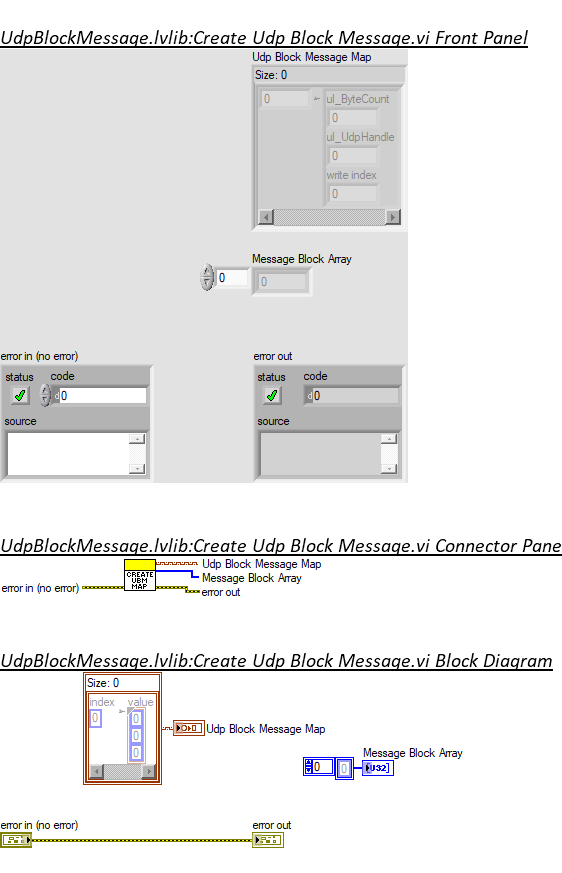 UdpBlockMessage.lvlib:Create Udp Block Message.vi Front Panel
Udp Block Message Map
Size: 0
0
ul_ByteCount
0
ul_UdpHandle
0
write index
0
Message Block Array
0
0
error in (no error)
error out
status
code
status
code
d0
d0
source
source
UdpBlockMessage.lvlib:Create Udp Block Message.vi Connector Pane
Udp Block Message Map
CREATE
UBM
MAP
Message Block Array
error in (no error)
error out
UdpBlockMessage.lvlib:Create Udp Block Message.vi Block Diagram
Size: 0
index
value
0
0
0
0
Udp Block Message Map
Message Block Array
0
0
U32]
error in (no error)
error out